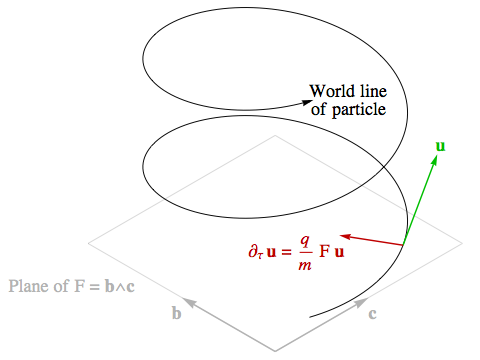 World line
of particle
u
∂τ u = q/m F u
Plane of F = b∧c
b
c